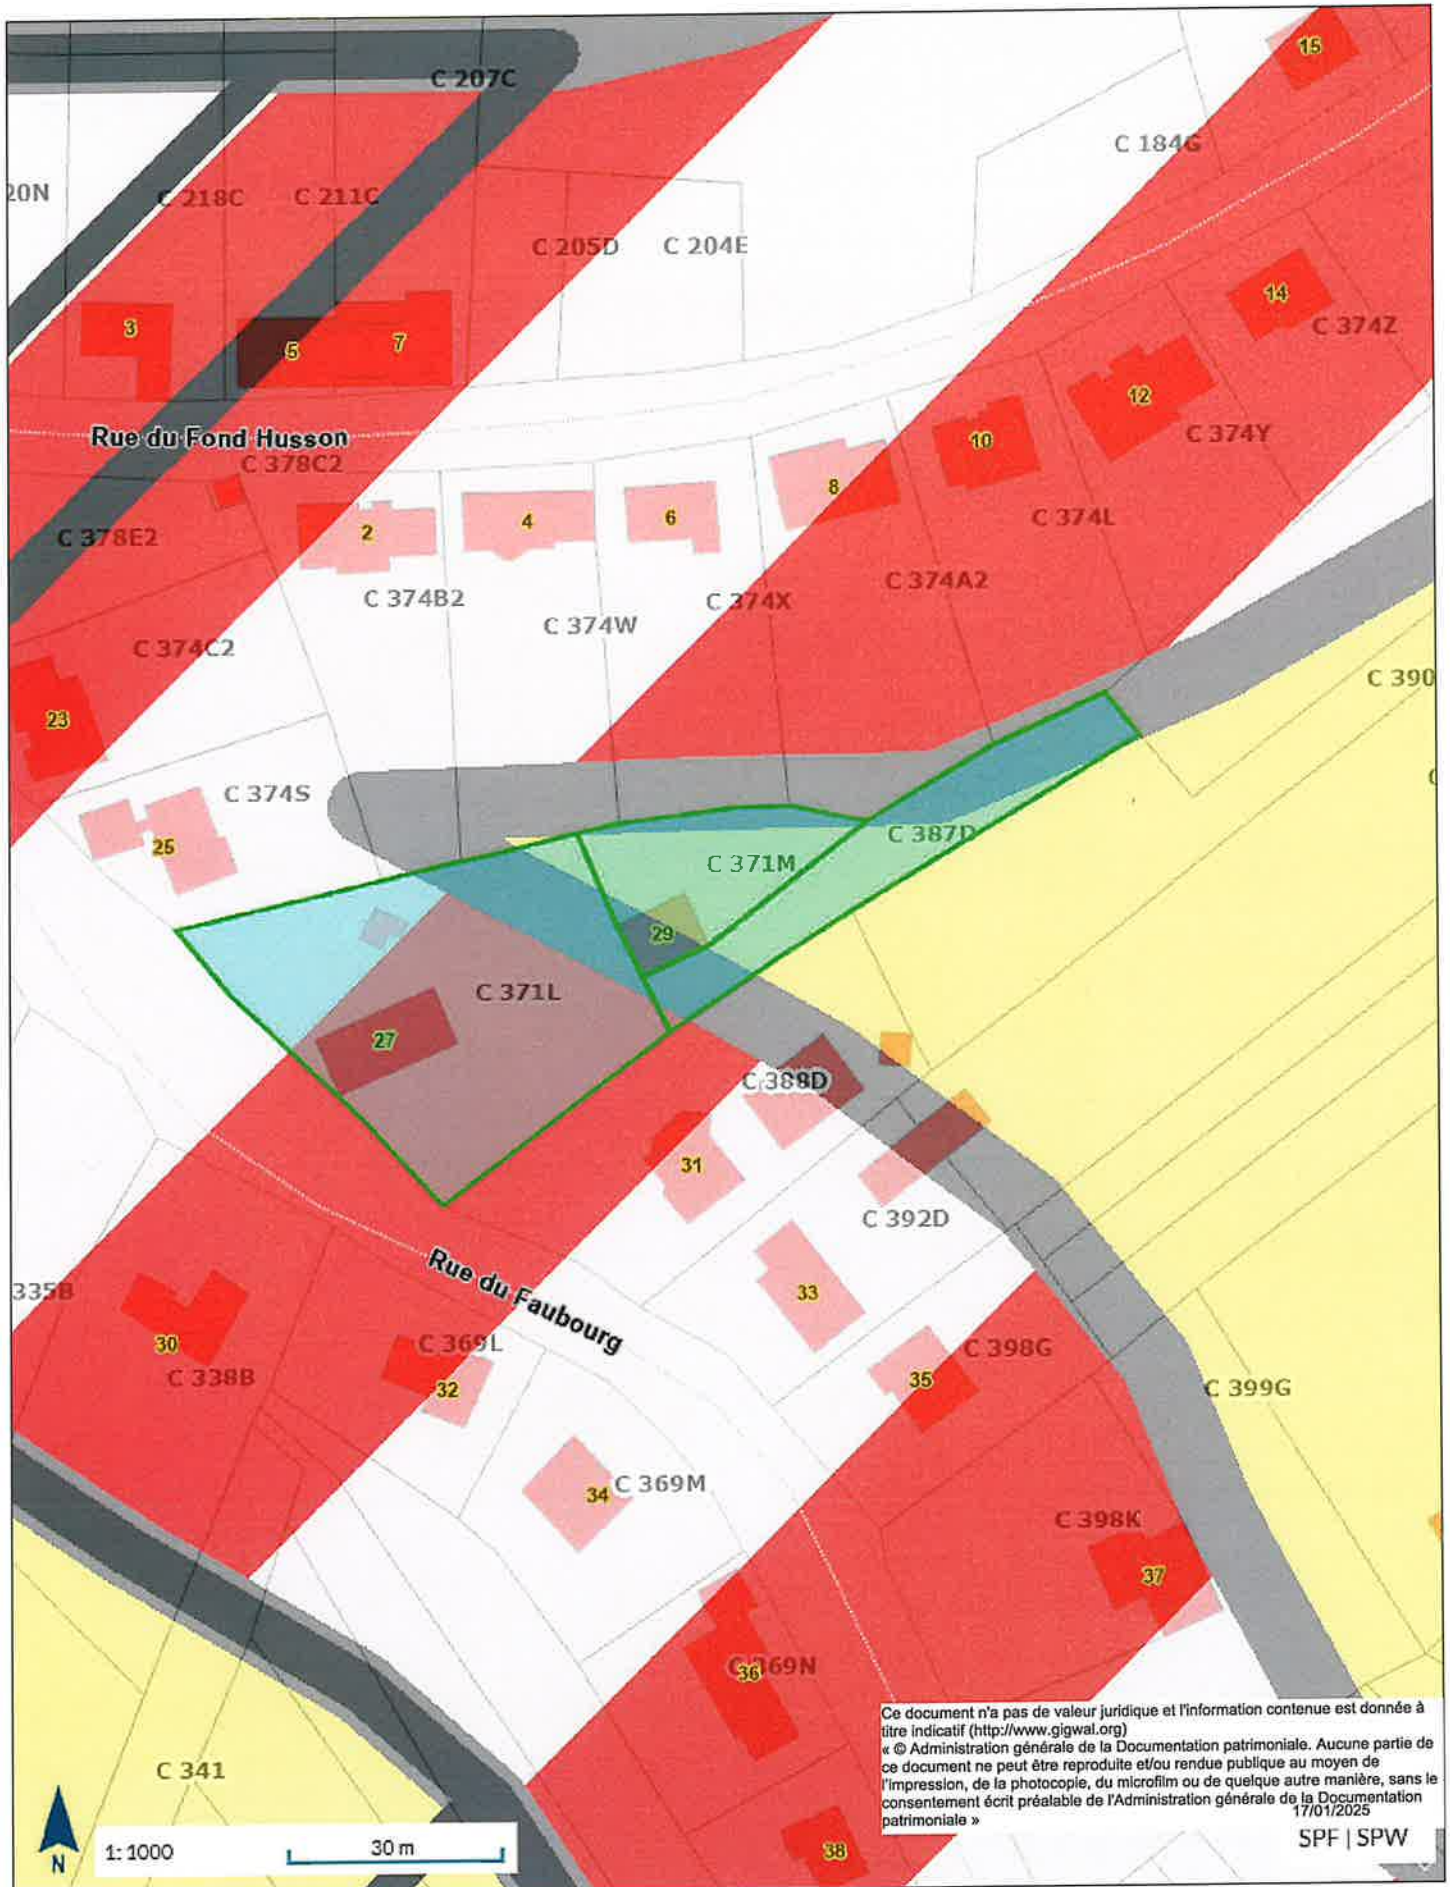 C 207C
15
C 184G
20N
C 218C
C 211C
C 205D
C 204E
14
C 374Z
3
5
7
12
Rue du Fond Husson
C 378C2
10
C 374Y
8
2
4
6
C 374L
C 378E2
C 374B2
C 374X
C 374A2
C 374W
C 374C2
C 390
23
C 374S
C 387D
25
C 371M
29
C 371L
27
C 388D
31
C 392D
Rue du Faubourg
335B
33
30
C 369L
C 398G
C 338B
32
35
C 399G
C 369M
34
C 398K
37
C 369N
36
Ce document n'a pas de valeur juridique et l'information contenue est donnée à
titre indicatif (http://www.gigwal.org)
« © Administration générale de la Documentation patrimoniale. Aucune partie de
ce document ne peut être reproduite et/ou rendue publique au moyen de
l'impression, de la photocopie, du microfilm ou de quelque autre manière, sans le
consentement écrit préalable de l'Administration générale de la Documentation
patrimoniale »
17/01/2025
SPF | SPW
C 341
38
N
1:1000
30 m